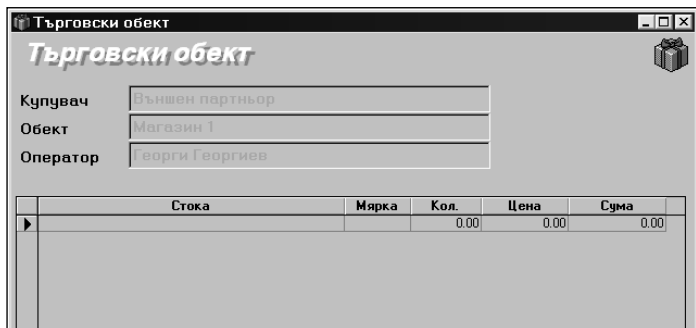 Търговски обект
Търговски обект
Купувач Външен партньор
Обект Магазин 1
Оператор Георги Георгиев
Стока Мярка Кол. Цена Сума
0.00 0.00 0.00